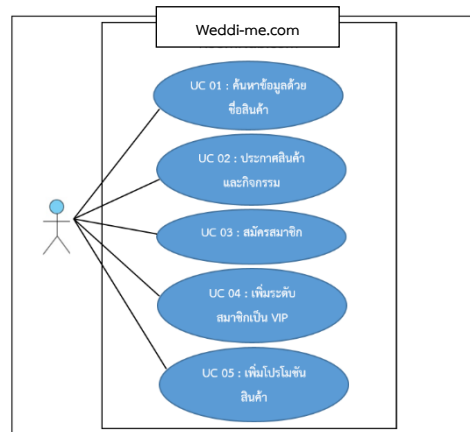 Weddi-me.com
UC 01 : ค้นหาข้อมูลด้วย
ชื่อสินค้า
UC 02 : ประกาศสินค้า
และกิจกรรม
UC 03 : สมัครสมาชิก
UC 04 : เพิ่มระดับ
สมาชิกเป็น VIP
UC 05 : เพิ่มโปรโมชัน
สินค้า